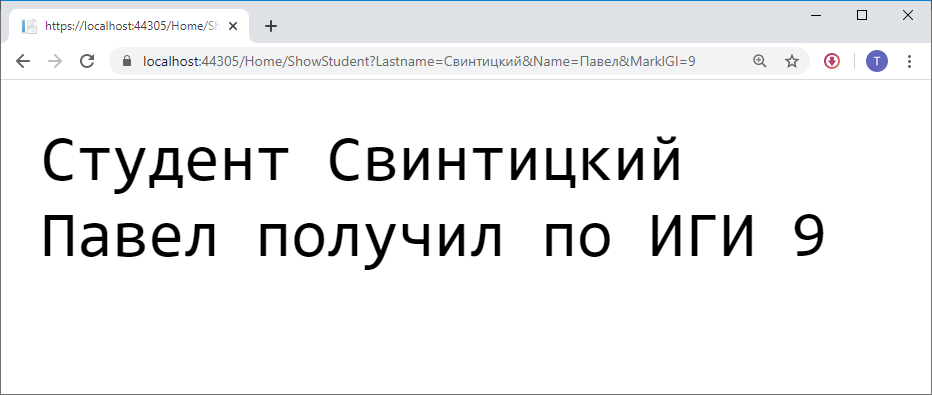 https://localhost:44305/Home/Sh
localhost:44305/Home/ShowStudent?Lastname=Свинтицкий&Name=Павел&MarkIGI=9
T
Студент Свинтицкий
Павел получил по ИГИ 9